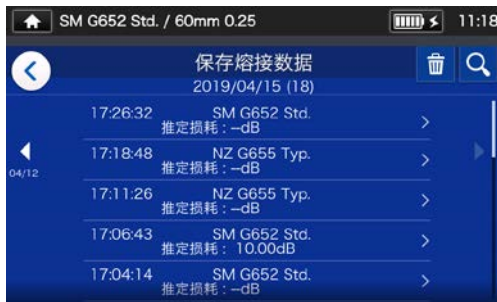 SM G652 Std. / 60mm 0.25 11:18
保存熔接数据
2019/04/15 (18)
17:26:32 SM G652 Std.
推定损耗：--dB
17:18:48 NZ G655 Typ.
推定损耗：--dB
04/12
17:11:26 NZ G655 Typ.
推定损耗：--dB
17:06:43 SM G652 Std.
推定损耗： 10.00dB
17:04:14 SM G652 Std.
推定损耗：--dB